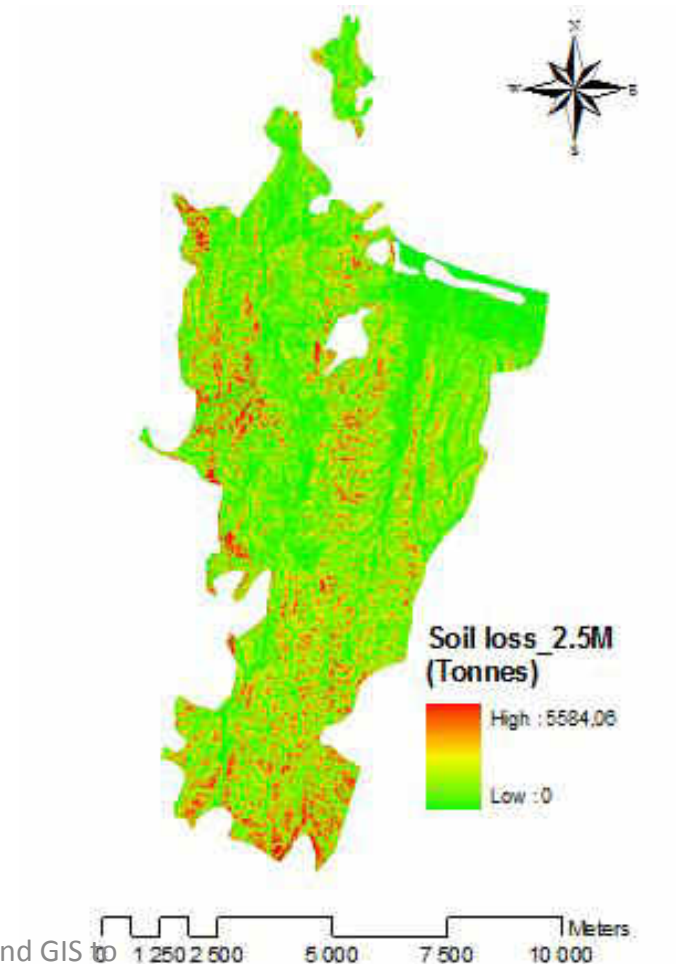 N
W E
S
Soil loss_2.5M
(Tonnes)
High : 5584,06
Low : 0
Meters
nd GIS to
0 1 250 2 500 5 000 7 500 10 000